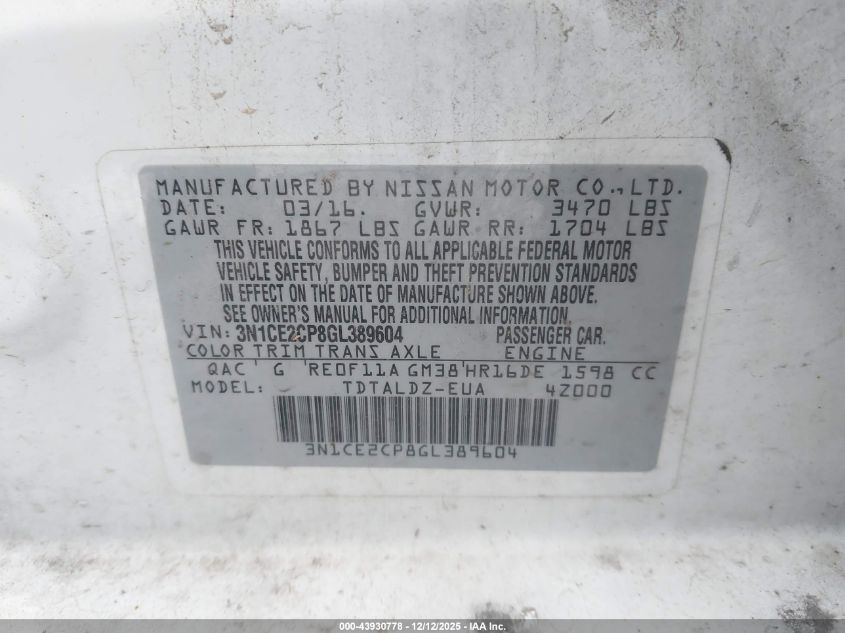 MANUFACTURED BY NISSAN MOTOR CO., LTD.
DATE: 03/16. GVWR: 3470 LBS
GAWR FR: 1867 LBS GAWR RR: 1704 LBS
THIS VEHICLE CONFORMS TO ALL APPLICABLE FEDERAL MOTOR
VEHICLE SAFETY, BUMPER AND THEFT PREVENTION STANDARDS
IN EFFECT ON THE DATE OF MANUFACTURE SHOWN ABOVE.
SEE OWNER'S MANUAL FOR ADDITIONAL INFORMATION.
VIN: 3N1CE2CP8GL389604 PASSENGER CAR.
COLOR TRIM TRANS AXLE ENGINE
QAC ' G 'RE0F11A GM38'HR16DE 1598 CC
MODEL: TDTALDZ-EUA 4Z000
3N1CE2CP8GL389604
000-43930778 - 12/12/2025 - IAA, Inc.